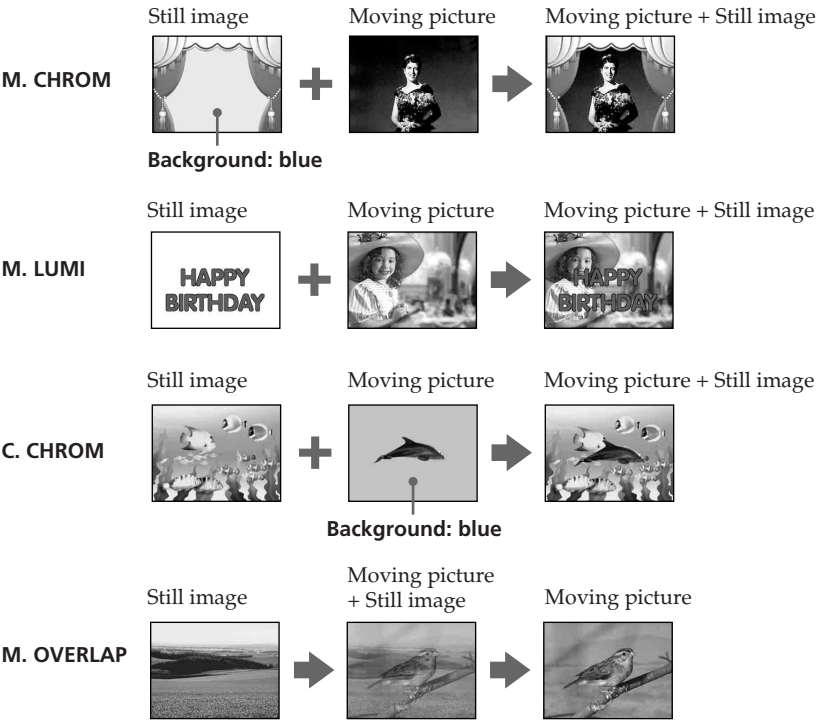 Still image
Moving picture
Moving picture + Still image
M. CHROM
Background: blue
Still image
Moving picture
Moving picture + Still image
M. LUMI
HAPPY
BIRTHDAY
HAPPY
BIRTHDAY
Still image
Moving picture
Moving picture + Still image
C. CHROM
Background: blue
Still image
Moving picture
+ Still image
Moving picture
M. OVERLAP